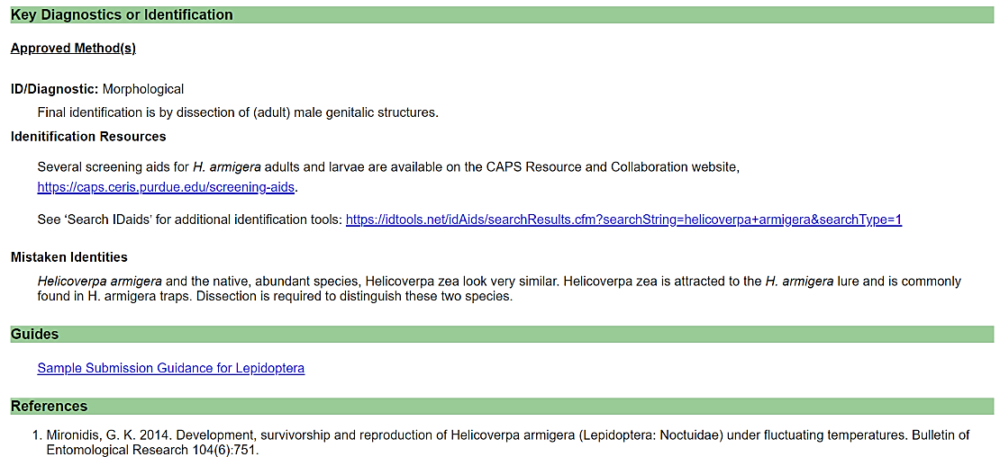 Key Diagnostics or Identification
Approved Method(s)
ID/Diagnostic: Morphological
Final identification is by dissection of (adult) male genitalic structures.
Idenitification Resources
Several screening aids for H. armigera adults and larvae are available on the CAPS Resource and Collaboration website,
https://caps.ceris.purdue.edu/screening-aids.
See ‘Search IDaids’ for additional identification tools: https://idtools.net/idAids/searchResults.cfm?searchString=helicoverpa+armigera&searchType=1
Mistaken Identities
Helicoverpa armigera and the native, abundant species, Helicoverpa zea look very similar. Helicoverpa zea is attracted to the H. armigera lure and is commonly
found in H. armigera traps. Dissection is required to distinguish these two species.
Guides
Sample Submission Guidance for Lepidoptera
References
1. Mironidis, G. K. 2014. Development, survivorship and reproduction of Helicoverpa armigera (Lepidoptera: Noctuidae) under fluctuating temperatures. Bulletin of
Entomological Research 104(6):751.